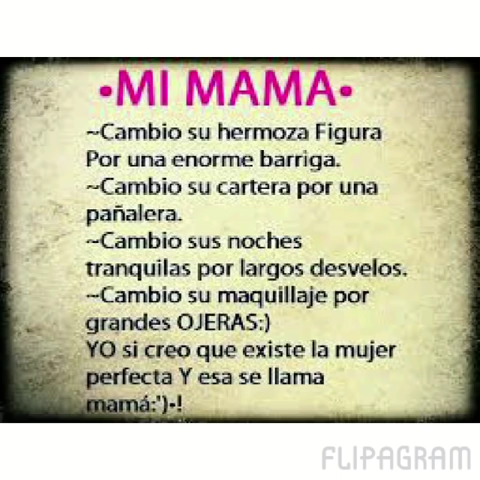 •MI MAMA•
~Cambio su hermoza Figura
Por una enorme barriga.
~Cambio su cartera por una
pañalera.
~Cambio sus noches
tranquilas por largos desvelos.
~Cambio su maquillaje por
grandes OJERAS:)
YO si creo que existe la mujer
perfecta Y esa se llama
mamá:')•!
FLIPAGRAM